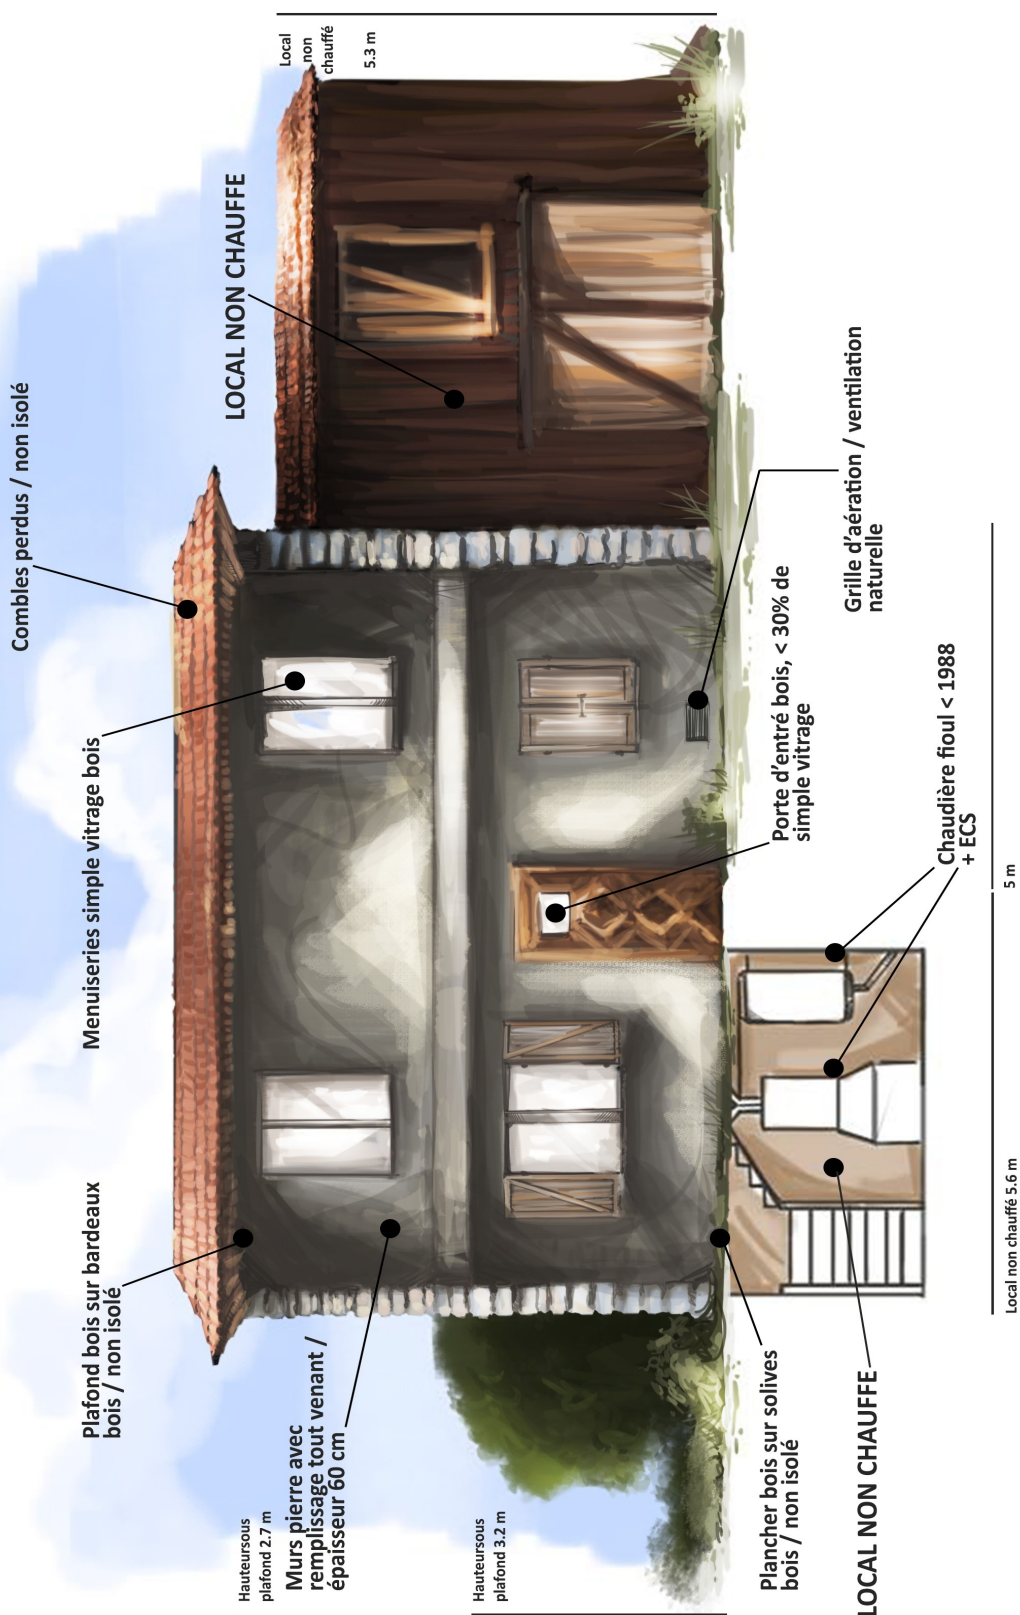 Combles perdus / non isolé
Menuiseries simple vitrage bois
Plafond bois sur bardeaux
bois / non isolé
LOCAL NON CHAUFFE
Local
non
chauffé
5.3 m
Hauteursous
plafond 2.7 m
Murs pierre avec
remplissage tout venant /
épaisseur 60 cm
Hauteursous
plafond 3.2 m
Plancher bois sur solives
bois / non isolé
LOCAL NON CHAUFFE
Porte d’entré bois, < 30% de
simple vitrage
Grille d’aération / ventilation
naturelle
Chaudière fioul < 1988
+ ECS
Local non chauffé 5.6 m
5 m